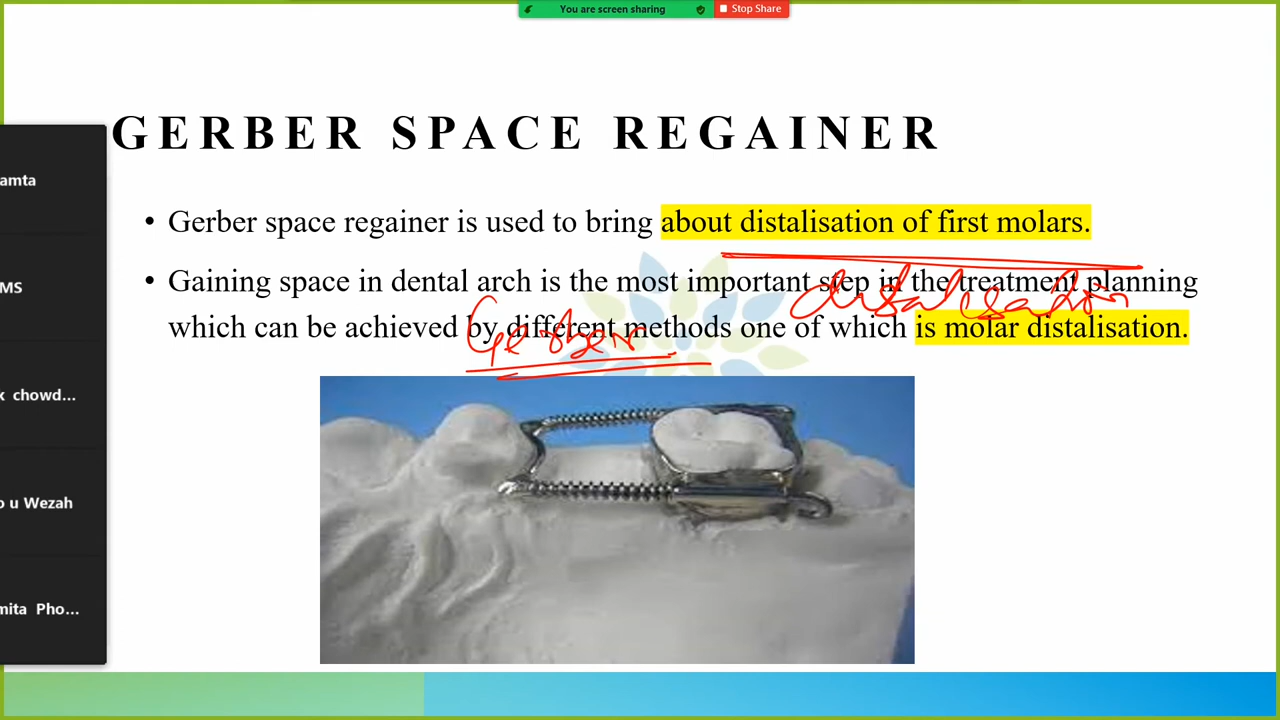 You are screen sharing
Stop Share
GERBER SPACE REGAINER
amta
• Gerber space regainer is used to bring about distalisation of first molars.
MS
• Gaining space in dental arch is the most important step in the treatment planning
distalisation
which can be achieved by different methods one of which is molar distalisation.
Gerber
k chowd...
o u Wezah
mita Pho...